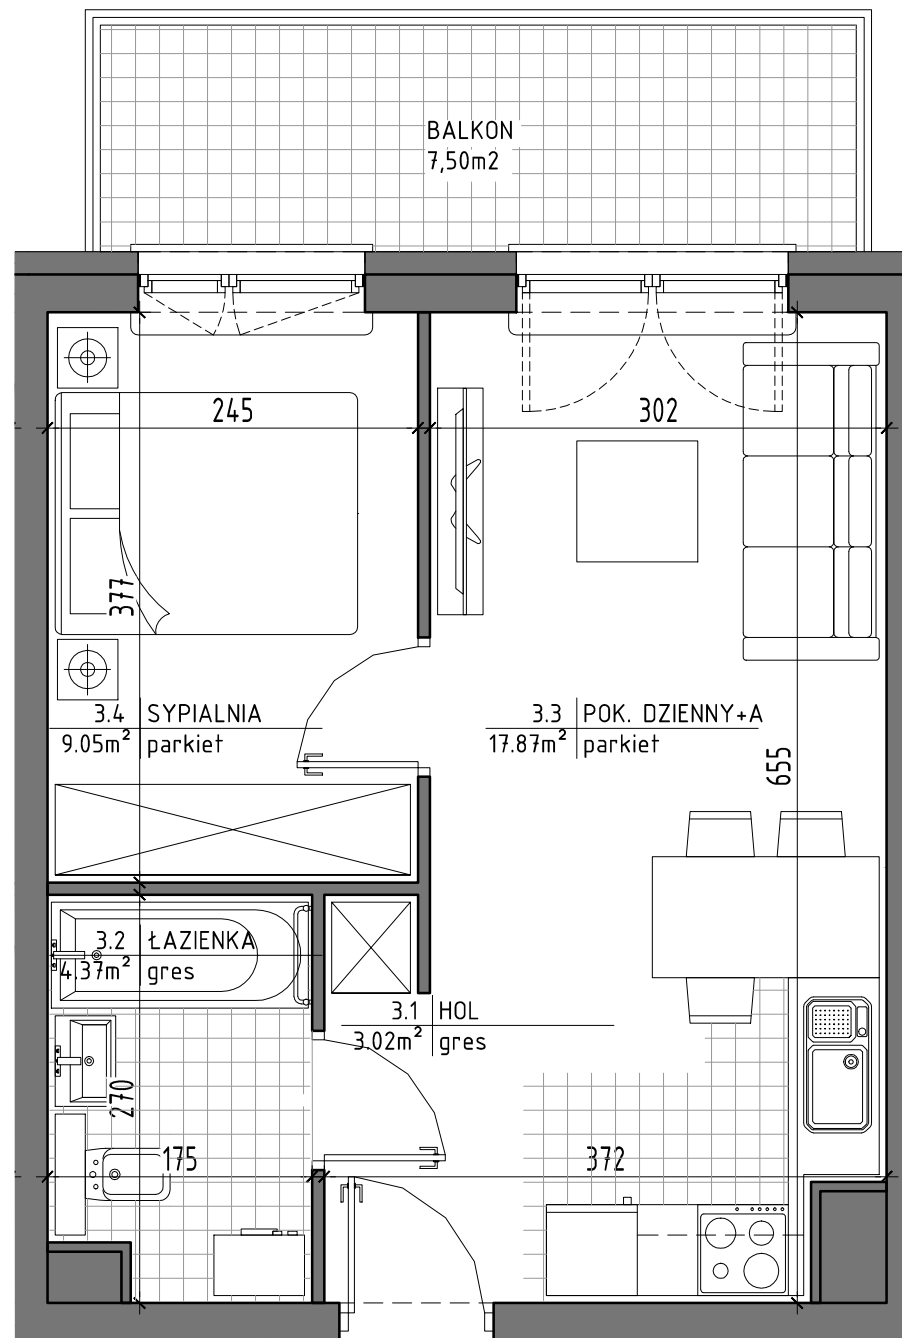 BALKON
7,50m2
245
302
377
3.4 SYPIALNIA
9.05m² parkiet
3.3 POK. DZIENNY+A
17.87m² parkiet
655
3.2 ŁAZIENKA
4.37m² gres
3.1 HOL
3.02m² gres
270
175
372